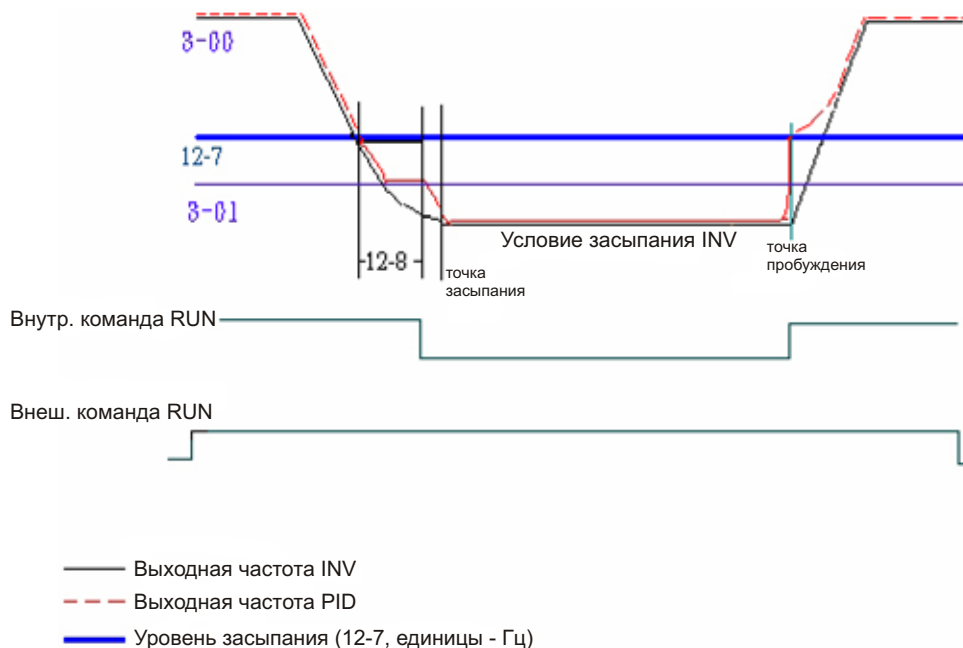 3-00
12-7
3-01
Условие засыпания INV
12-8
точка
засыпания
точка
пробуждения
Внутр. команда RUN
Внеш. команда RUN
Выходная частота INV
Выходная частота PID
Уровень засыпания (12-7, единицы - Гц)